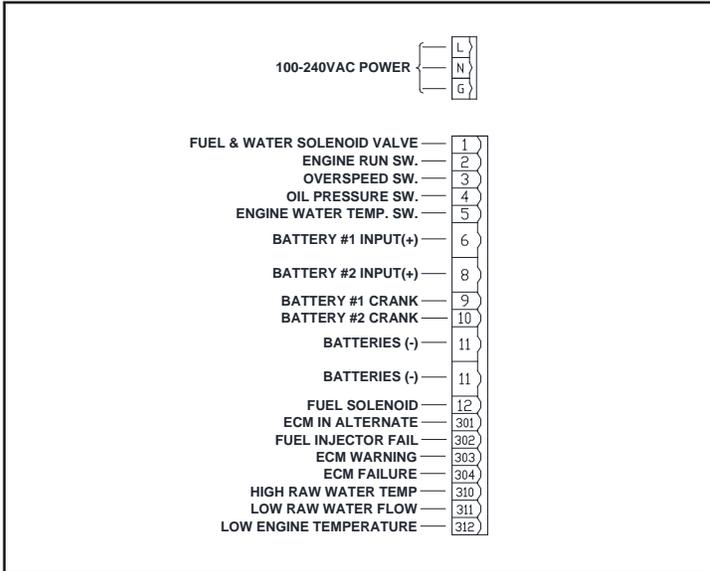 L
100-240VAC POWER N
G
FUEL & WATER SOLENOID VALVE 1
ENGINE RUN SW. 2
OVERSPEED SW. 3
OIL PRESSURE SW. 4
ENGINE WATER TEMP. SW. 5
BATTERY #1 INPUT(+) 6
BATTERY #2 INPUT(+) 8
BATTERY #1 CRANK 9
BATTERY #2 CRANK 10
BATTERIES (-) 11
BATTERIES (-) 11
FUEL SOLENOID 12
ECM IN ALTERNATE 301
FUEL INJECTOR FAIL 302
ECM WARNING 303
ECM FAILURE 304
HIGH RAW WATER TEMP 310
LOW RAW WATER FLOW 311
LOW ENGINE TEMPERATURE 312